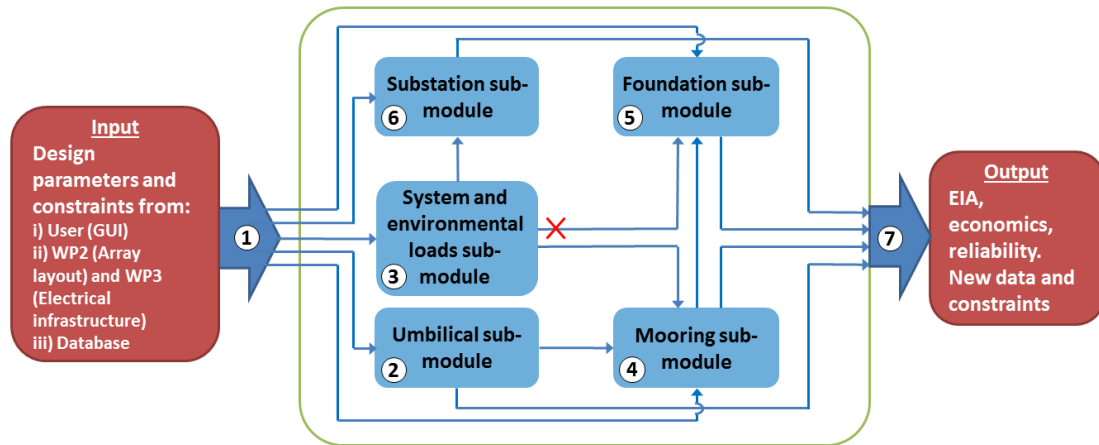 Input
Design
parameters and
constraints from:
i) User (GUI)
ii) WP2 (Array
layout) and WP3
(Electrical
infrastructure)
iii) Database
1
Substation sub-
module
6
Foundation sub-
module
5
System and
environmental
loads sub-
module
3
Umbilical sub-
module
2
Mooring sub-
module
4
7
Output
EIA,
economics,
reliability.
New data and
constraints